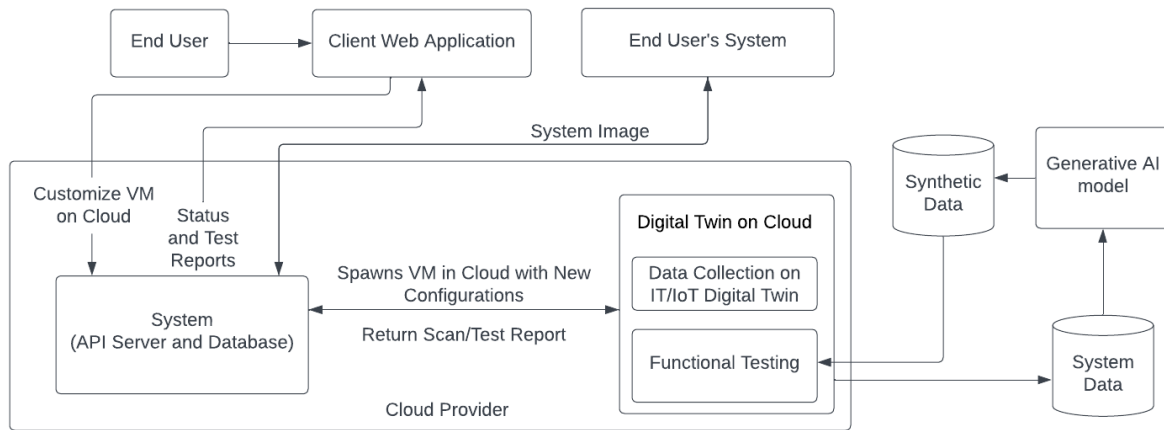 End User
Client Web Application
End User's System
System Image
Customize VM
on Cloud
Status
and Test
Reports
Synthetic
Data
Generative AI
model
Digital Twin on Cloud
Data Collection on
IT/IoT Digital Twin
Functional Testing
Spawns VM in Cloud with New
Configurations
Return Scan/Test Report
System
(API Server and Database)
System
Data
Cloud Provider